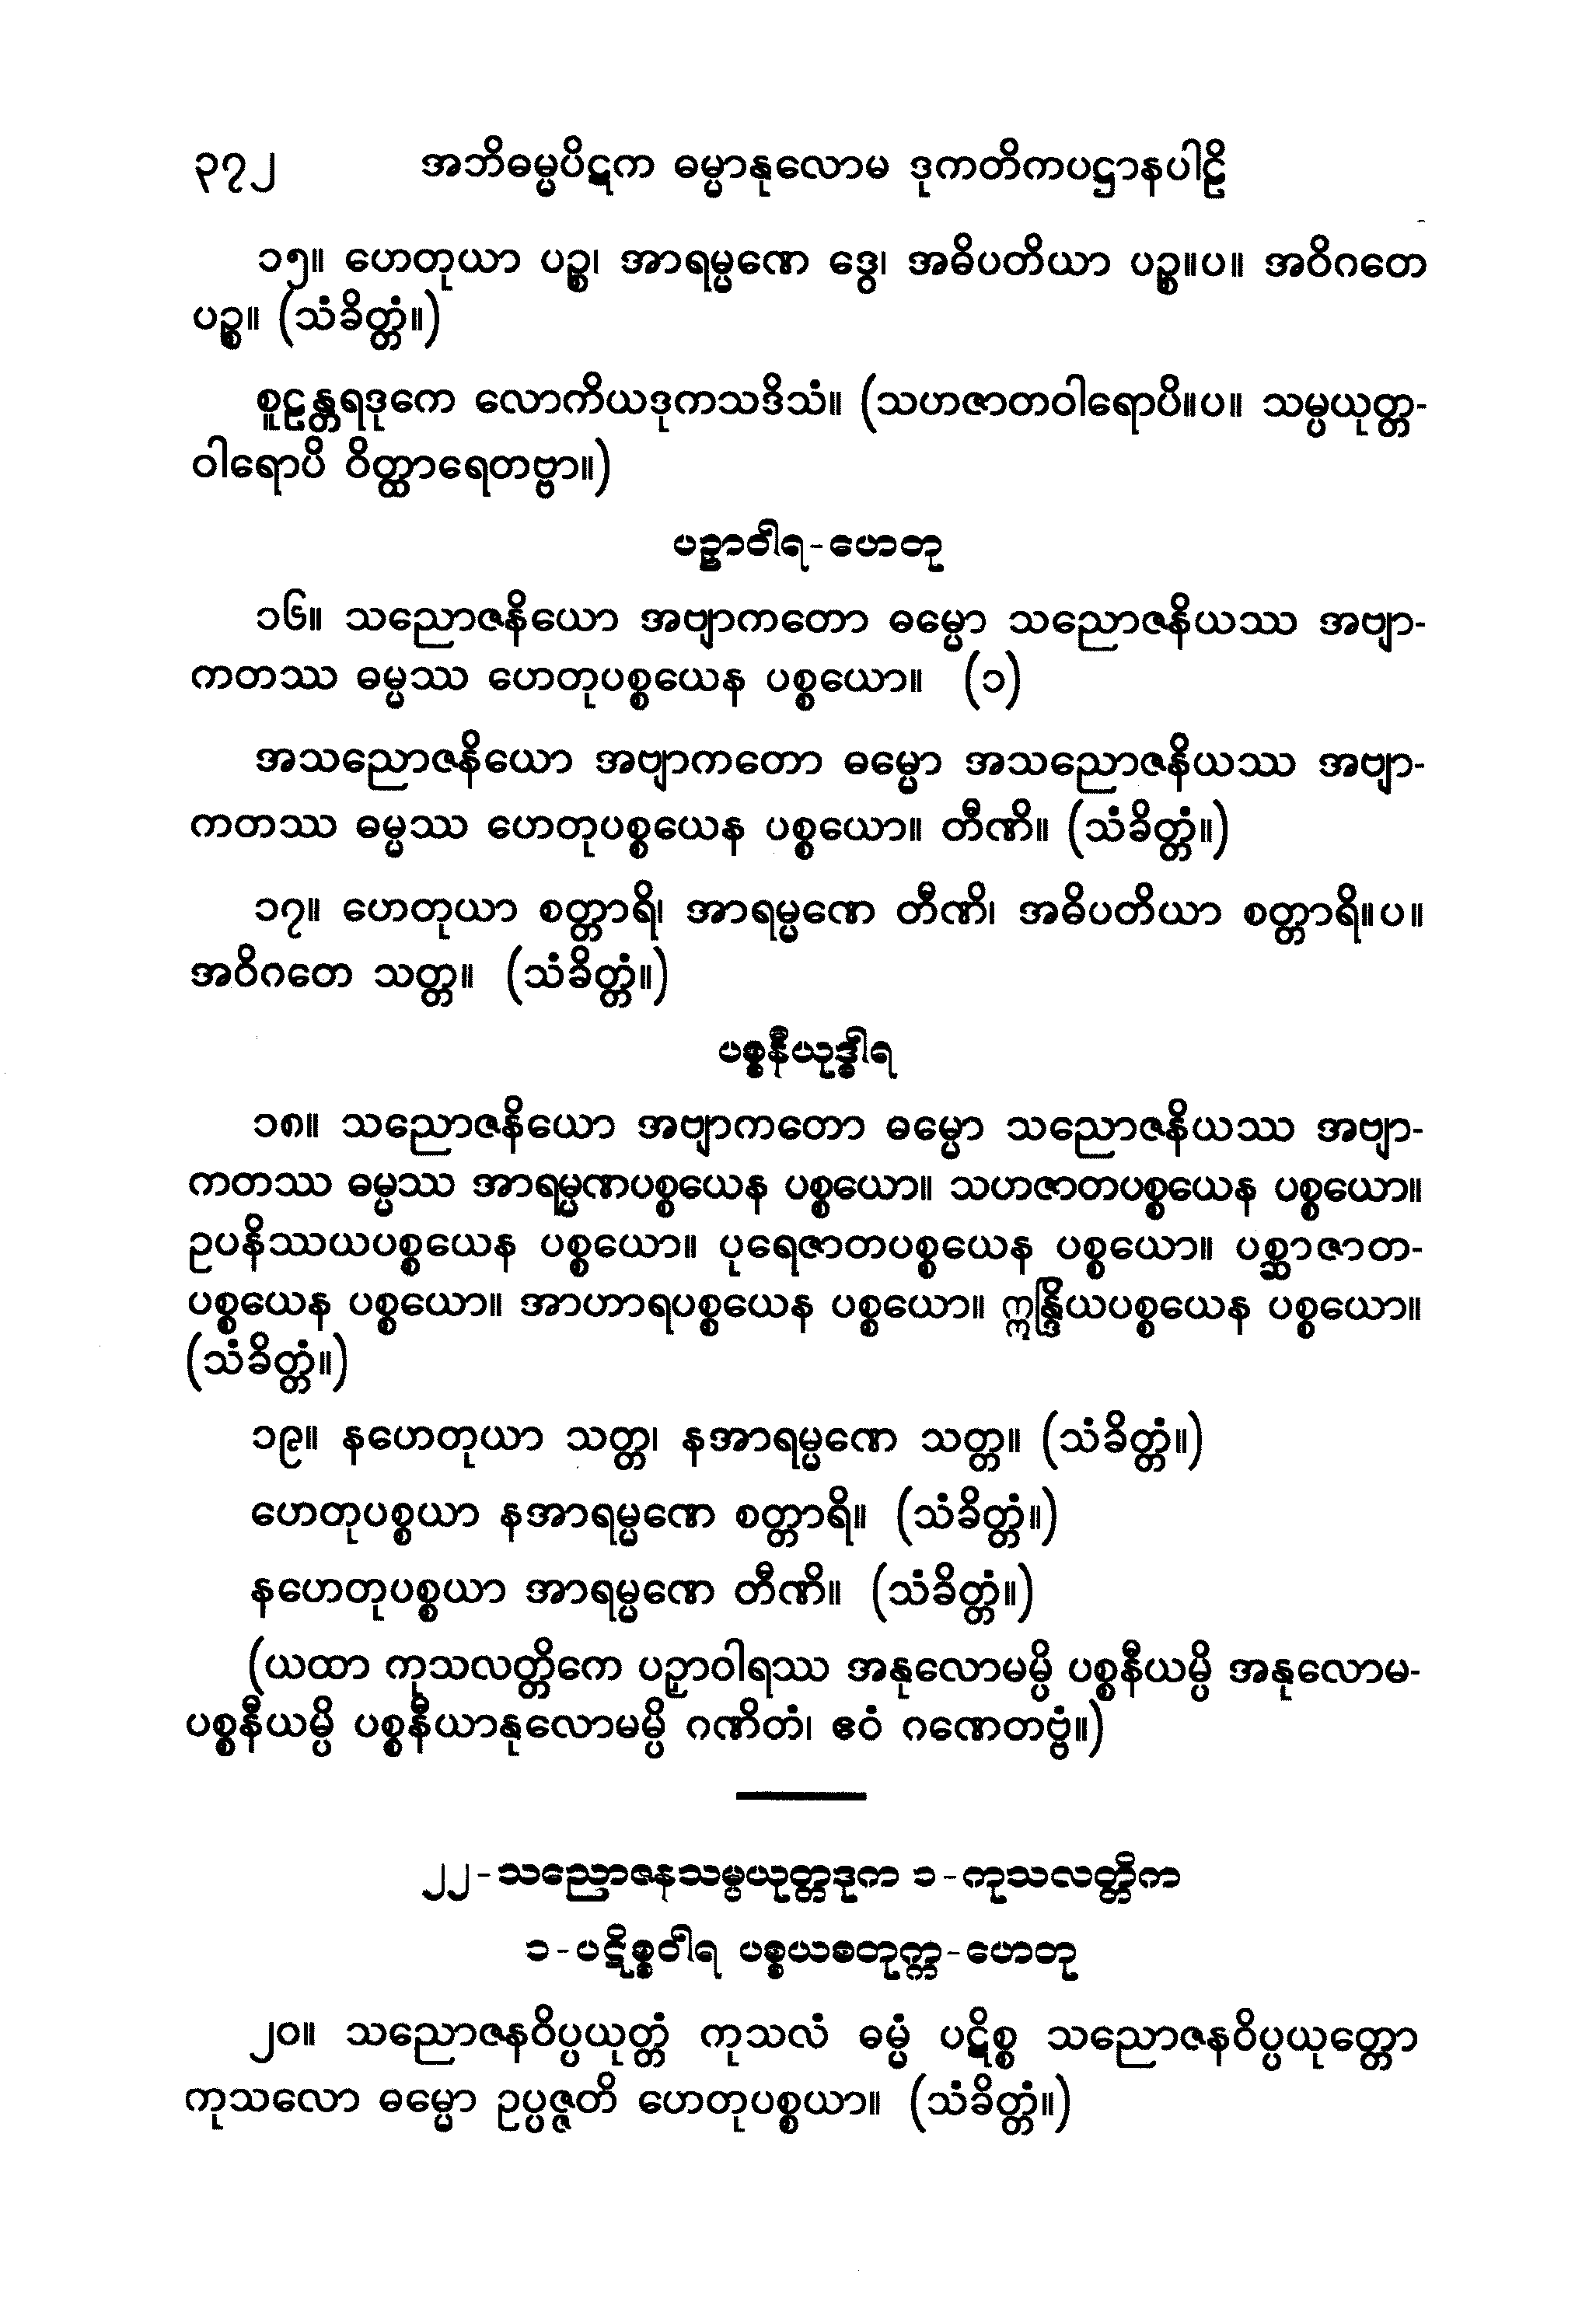 ၃၇၂ အဘိဓမ္မပိဋက ဓမ္မာနုလောမ ဒုကတိကပဋ္ဌာနပါဠိ
၁၅။ ဟေတုယာ ပဉ္စ၊ အာရမ္မဏေ ဒွေ၊ အဓိပတိယာ ပဉ္စ။ပ။ အဝိဂတေ
ပဉ္စ။ (သံခိတ္တံ။)
စူဠန္တရဒုကေ လောကိယဒုကသဒိသံ။ (သဟဇာတဝါရောပိ။ပ။ သမ္ပယုတ္တ-
ဝါရောပိ ဝိတ္ထာရေတဗ္ဗာ။)
ပဉှာဝါရ-ဟေတု
၁၆။ သညောဇနိယော အဗျာကတော ဓမ္မော သညောဇနိယဿ အဗျာ-
ကတဿ ဓမ္မဿ ဟေတုပစ္စယေန ပစ္စယော။ (၁)
အသညောဇနိယော အဗျာကတော ဓမ္မော အသညောဇနိယဿ အဗျာ-
ကတဿ ဓမ္မဿ ဟေတုပစ္စယေန ပစ္စယော။ တီဏိ။ (သံခိတ္တံ။)
၁၇။ ဟေတုယာ စတ္တာရိ၊ အာရမ္မဏေ တီဏိ၊ အဓိပတိယာ စတ္တာရိ။ပ။
အဝိဂတေ သတ္တ။ (သံခိတ္တံ။)
ပစ္စနီယုဒ္ဓါရ
၁၈။ သညောဇနိယော အဗျာကတော ဓမ္မော သညောဇနိယဿ အဗျာ-
ကတဿ ဓမ္မဿ အာရမ္မဏပစ္စယေန ပစ္စယော။ သဟဇာတပစ္စယေန ပစ္စယော။
ဥပနိဿယပစ္စယေန ပစ္စယော။ ပုရေဇာတပစ္စယေန ပစ္စယော။ ပစ္ဆာဇာတ-
ပစ္စယေန ပစ္စယော။ အာဟာရပစ္စယေန ပစ္စယော။ ဣန္ဒြိယပစ္စယေန ပစ္စယော။
(သံခိတ္တံ။)
၁၉။ နဟေတုယာ သတ္တ၊ နအာရမ္မဏေ သတ္တ။ (သံခိတ္တံ။)
ဟေတုပစ္စယာ နအာရမ္မဏေ စတ္တာရိ။ (သံခိတ္တံ။)
နဟေတုပစ္စယာ အာရမ္မဏေ တီဏိ။ (သံခိတ္တံ။)
(ယထာ ကုသလတ္တိကေ ပဉှာဝါရဿ အနုလောမမ္ပိ ပစ္စနီယမ္ပိ အနုလောမ-
ပစ္စနီယမ္ပိ ပစ္စနီယာနုလောမမ္ပိ ဂဏိတံ၊ ဧဝံ ဂဏေတဗ္ဗံ။)
၂၂-သညောဇနသမ္ပယုတ္တဒုက ၁-ကုသလတ္တိက
၁-ပဋိစ္စဝါရ ပစ္စယစတုက္က-ဟေတု
၂၀။ သညောဇနဝိပ္ပယုတ္တံ ကုသလံ ဓမ္မံ ပဋိစ္စ သညောဇနဝိပ္ပယုတ္တော
ကုသလော ဓမ္မော ဥပ္ပဇ္ဇတိ ဟေတုပစ္စယာ။ (သံခိတ္တံ။)